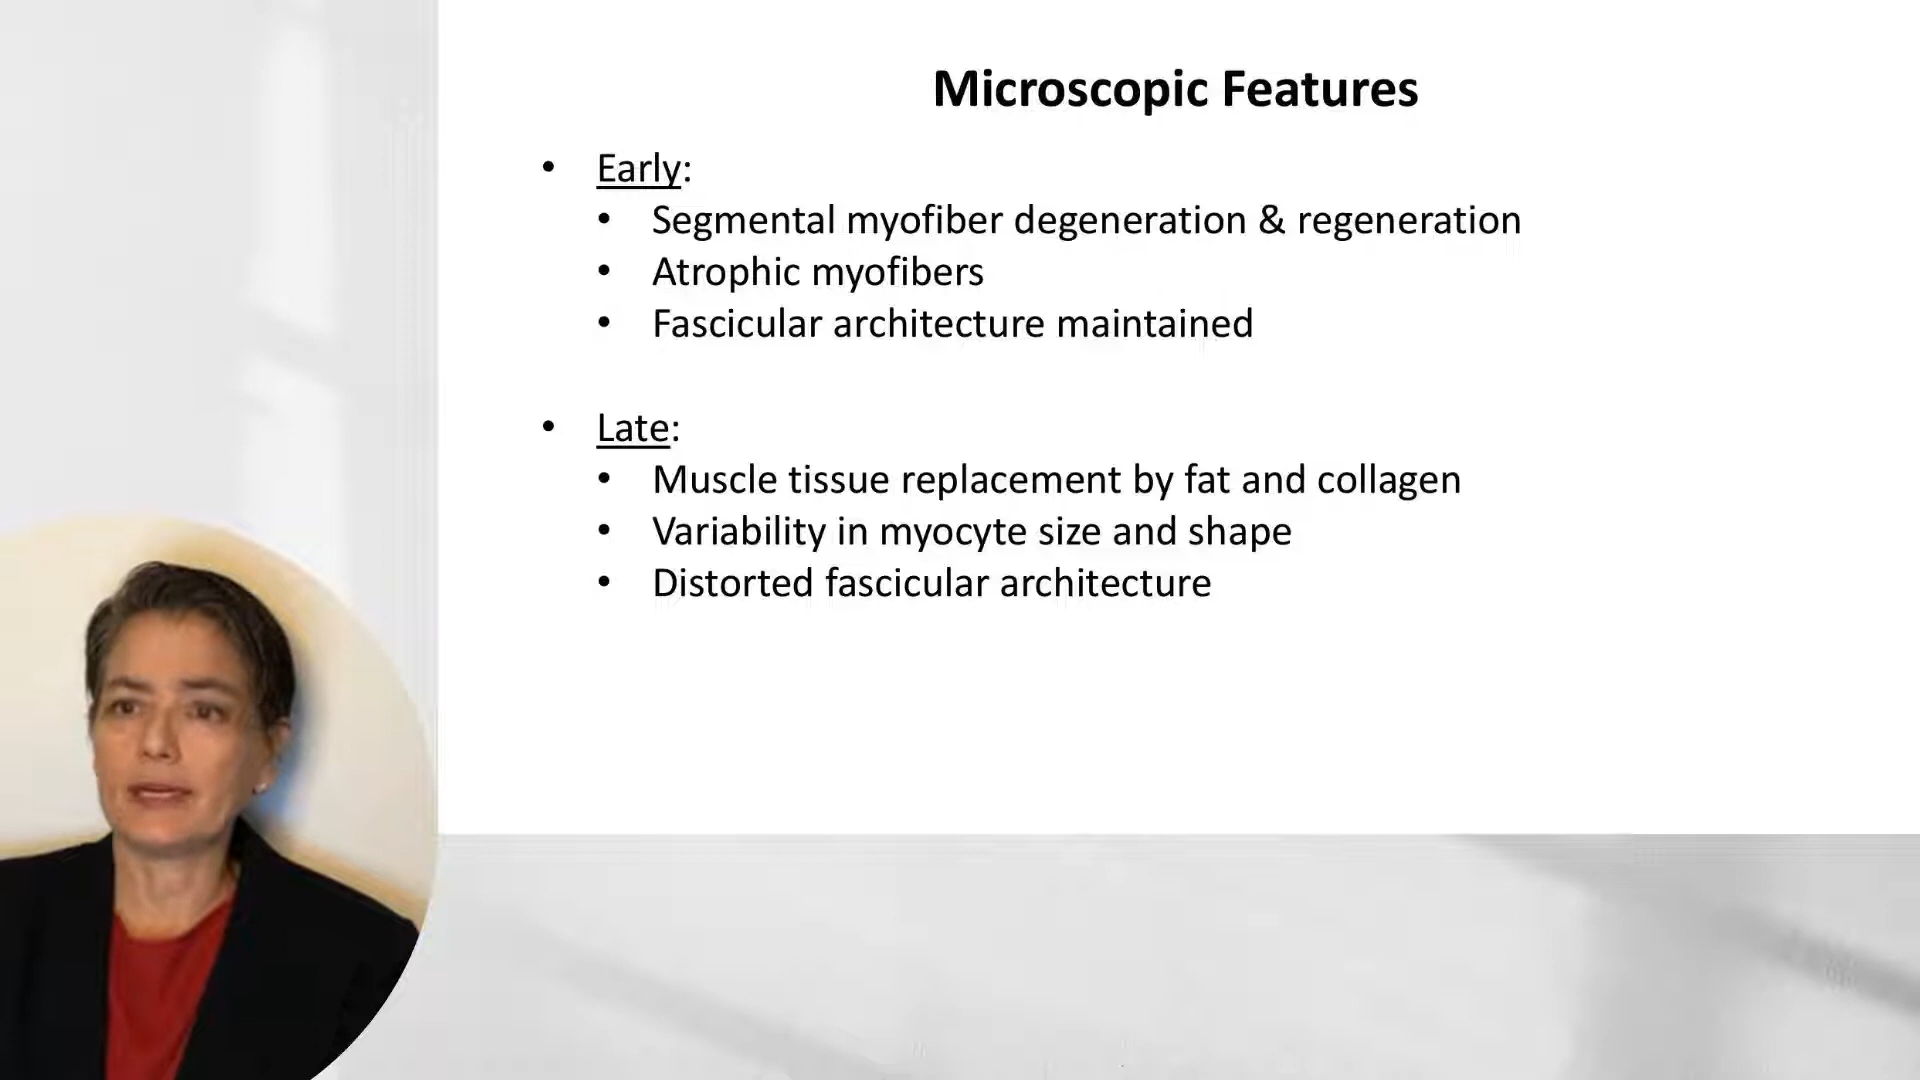 Microscopic Features
• Early:
• Segmental myofiber degeneration & regeneration
• Atrophic myofibers
• Fascicular architecture maintained
• Late:
• Muscle tissue replacement by fat and collagen
• Variability in myocyte size and shape
• Distorted fascicular architecture